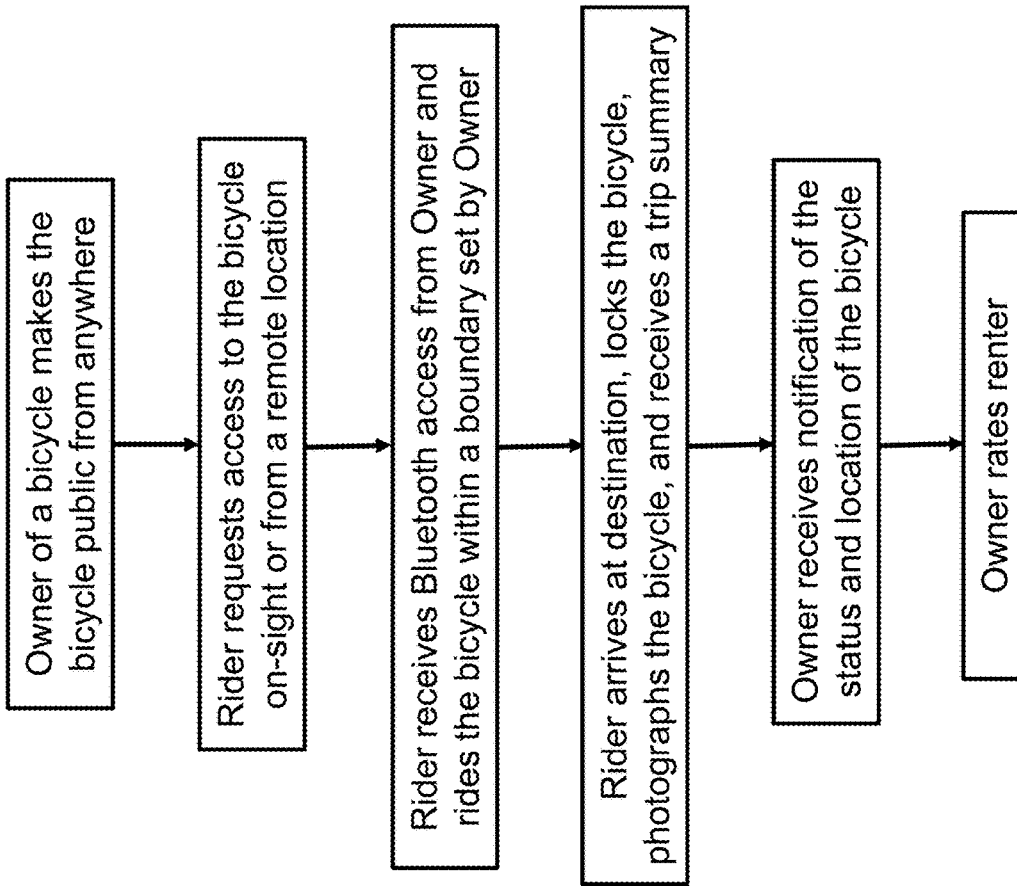 Owner of a bicycle makes the
bicycle public from anywhere
Rider requests access to the bicycle
on-sight or from a remote location
Rider receives Bluetooth access from Owner and
rides the bicycle within a boundary set by Owner
Rider arrives at destination, locks the bicycle,
photographs the bicycle, and receives a trip summary
Owner receives notification of the
status and location of the bicycle
Owner rates renter